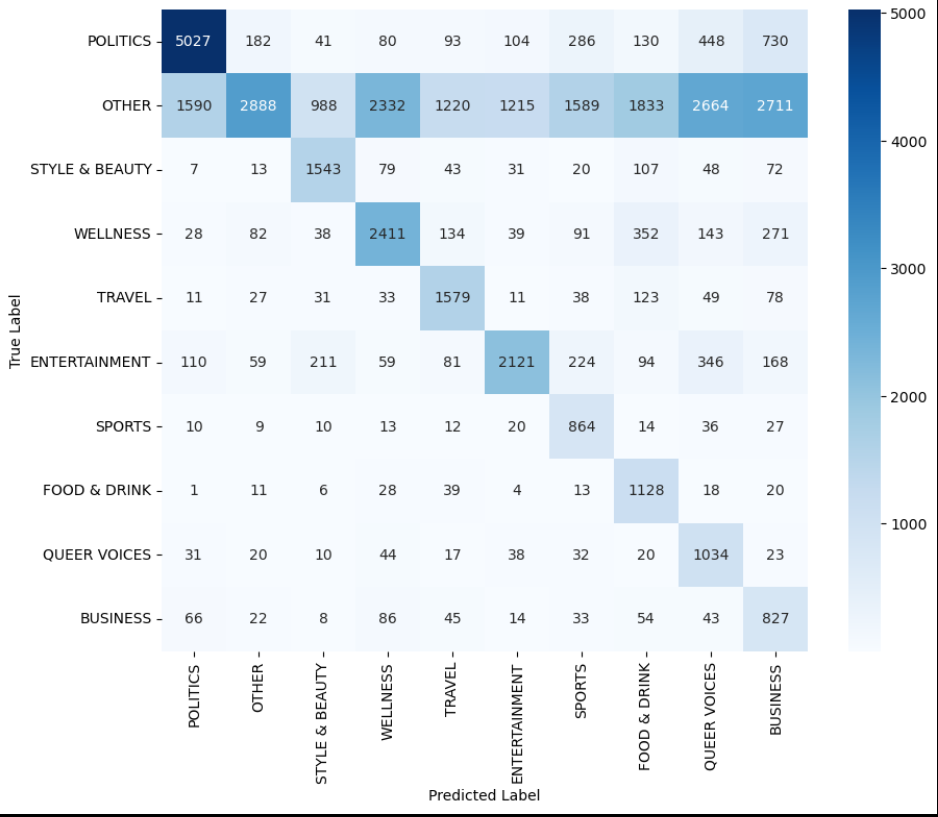 POLITICS 5027 182 41 80 93 104 286 130 448 730
OTHER 1590 2888 988 2332 1220 1215 1589 1833 2664 2711
STYLE & BEAUTY 7 13 1543 79 43 31 20 107 48 72
WELLNESS 28 82 38 2411 134 39 91 352 143 271
TRAVEL 11 27 31 33 1579 11 38 123 49 78
ENTERTAINMENT 110 59 211 59 81 2121 224 94 346 168
SPORTS 10 9 10 13 12 20 864 14 36 27
FOOD & DRINK 1 11 6 28 39 4 13 1128 18 20
QUEER VOICES 31 20 10 44 17 38 32 20 1034 23
BUSINESS 66 22 8 86 45 14 33 54 43 827
True Label
POLITICS
OTHER
STYLE & BEAUTY
WELLNESS
TRAVEL
ENTERTAINMENT
SPORTS
FOOD & DRINK
QUEER VOICES
BUSINESS
Predicted Label
5000
4000
3000
2000
1000